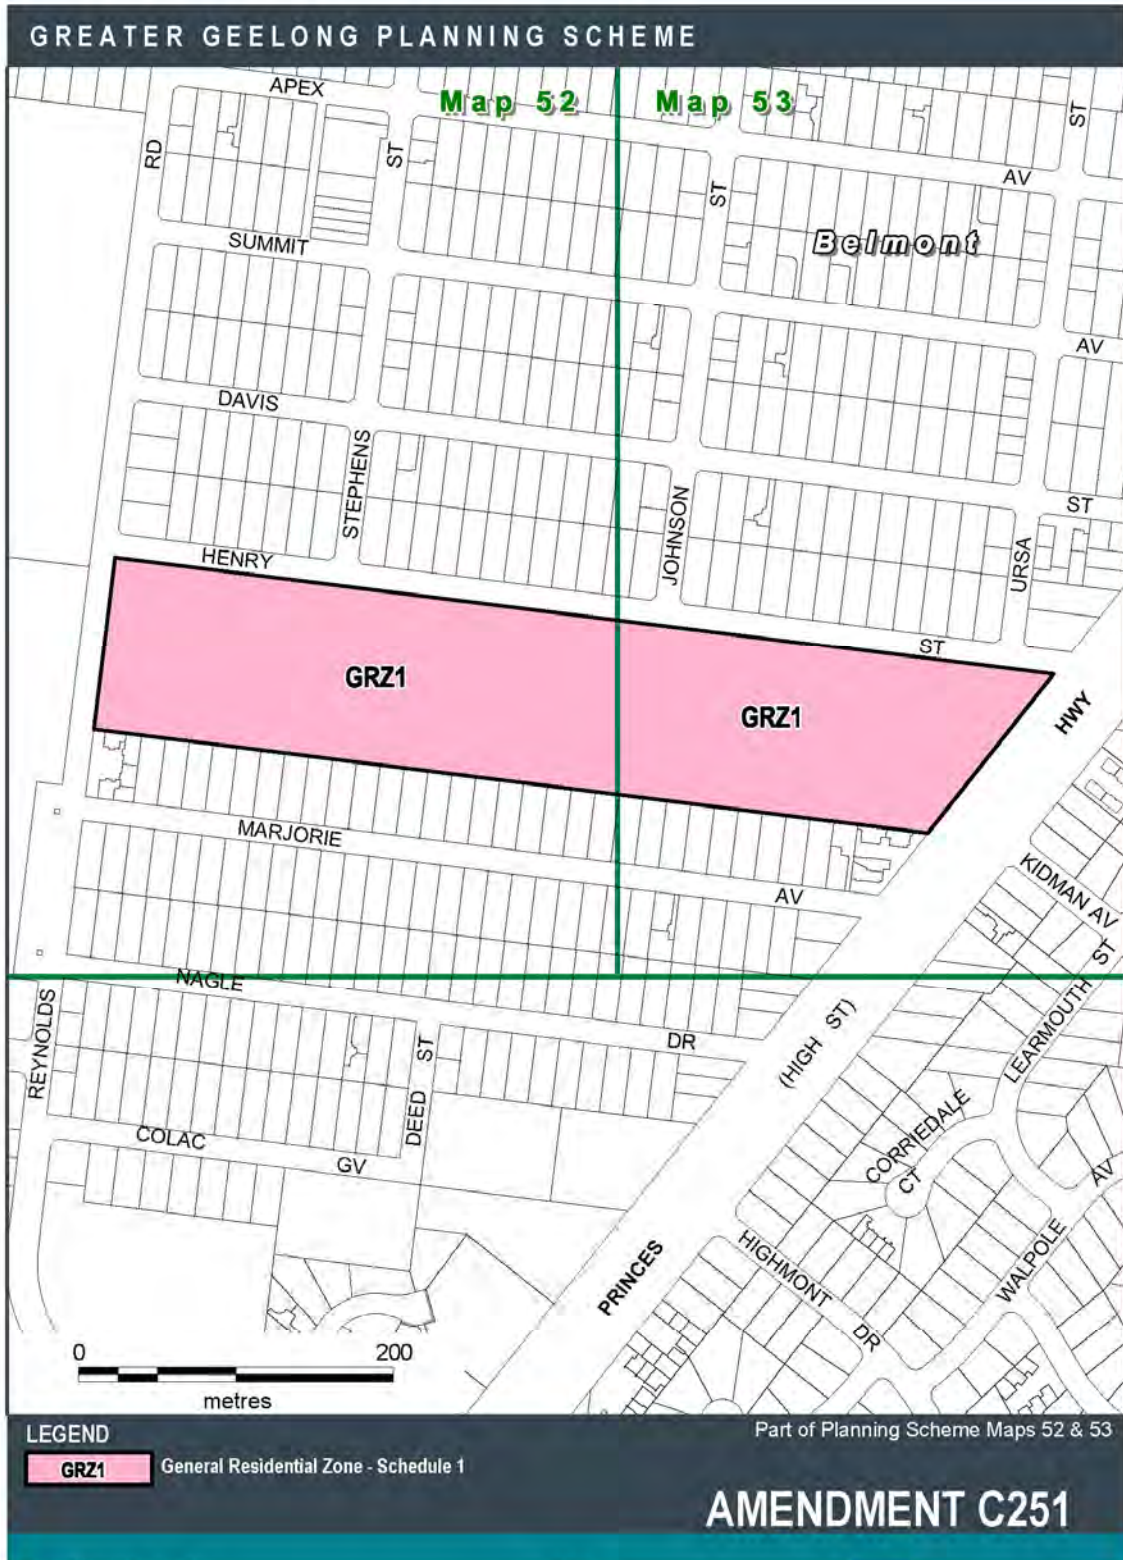 GREATER GEELONG PLANNING SCHEME
APEX
Map 52
Map 53
ST
RD
ST
AV
ST
SUMMIT
Belmont
AV
DAVIS
STEPHENS
JOHNSON
ST
URSA
HENRY
ST
GRZ1
GRZ1
HWY
MARJORIE
AV
KIDMAN AV
ST
NAGLE
REYNOLDS
DR
(HIGH ST)
LEARMOUTH
ST
DEED
COLAC
GV
CORRIEDALE
CT
AV
WALPOLE
HIGHMONT
DR
PRINCES
0 200
metres
LEGEND
GRZ1 General Residential Zone - Schedule 1
Part of Planning Scheme Maps 52 & 53
AMENDMENT C251